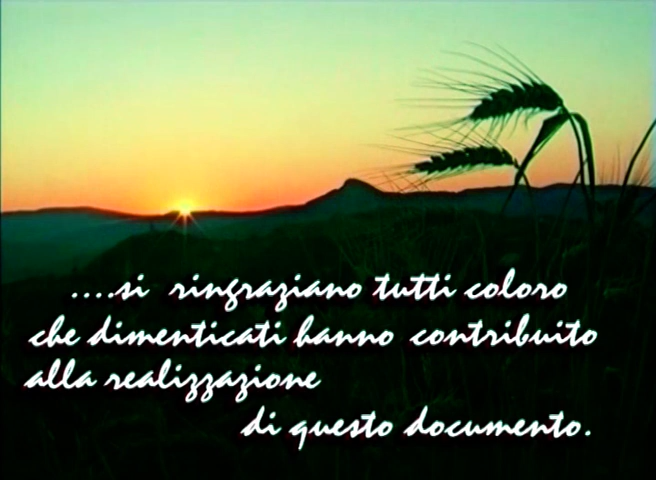 ....si ringraziano tutti coloro
che dimenticati hanno contribuito
alla realizzazione
di questo documento.